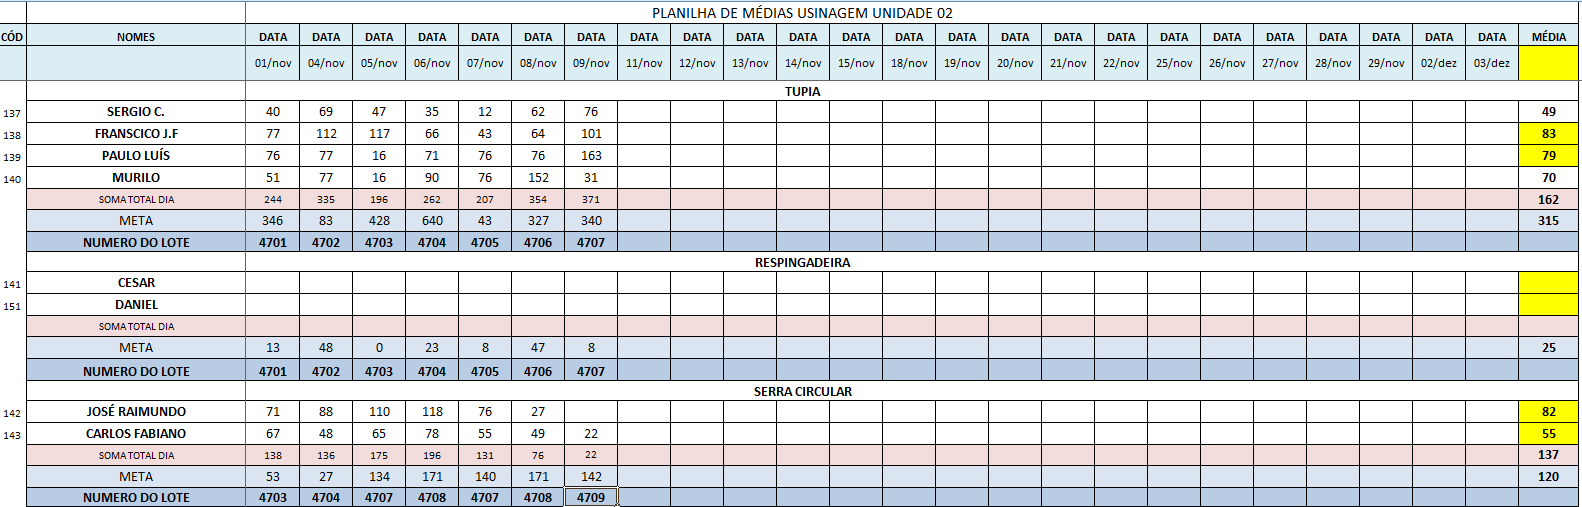 PLANILHA DE MÉDIAS USINAGEM UNIDADE 02
CÓD NOMES DATA DATA DATA DATA DATA DATA DATA DATA DATA DATA DATA DATA DATA DATA DATA DATA DATA DATA DATA DATA DATA DATA DATA DATA MÉDIA
01/nov 04/nov 05/nov 06/nov 07/nov 08/nov 09/nov 11/nov 12/nov 13/nov 14/nov 15/nov 18/nov 19/nov 20/nov 21/nov 22/nov 25/nov 26/nov 27/nov 28/nov 29/nov 02/dez 03/dez
TUPIA
137 SERGIO C. 40 69 47 35 12 62 76 49
138 FRANSCICO J.F 77 112 117 66 43 64 101 83
139 PAULO LUÍS 76 77 16 71 76 76 163 79
140 MURILO 51 77 16 90 76 152 31 70
SOMA TOTAL DIA 244 335 196 262 207 354 371 162
META 346 83 428 640 43 327 340 315
NUMERO DO LOTE 4701 4702 4703 4704 4705 4706 4707
RESPINGADEIRA
141 CESAR
151 DANIEL
SOMA TOTAL DIA
META 13 48 0 23 8 47 8 25
NUMERO DO LOTE 4701 4702 4703 4704 4705 4706 4707
SERRA CIRCULAR
142 JOSÉ RAIMUNDO 71 88 110 118 76 27 82
143 CARLOS FABIANO 67 48 65 78 55 49 22 55
SOMA TOTAL DIA 138 136 175 196 131 76 22 137
META 53 27 134 171 140 171 142 120
NUMERO DO LOTE 4703 4704 4707 4708 4707 4708 4709